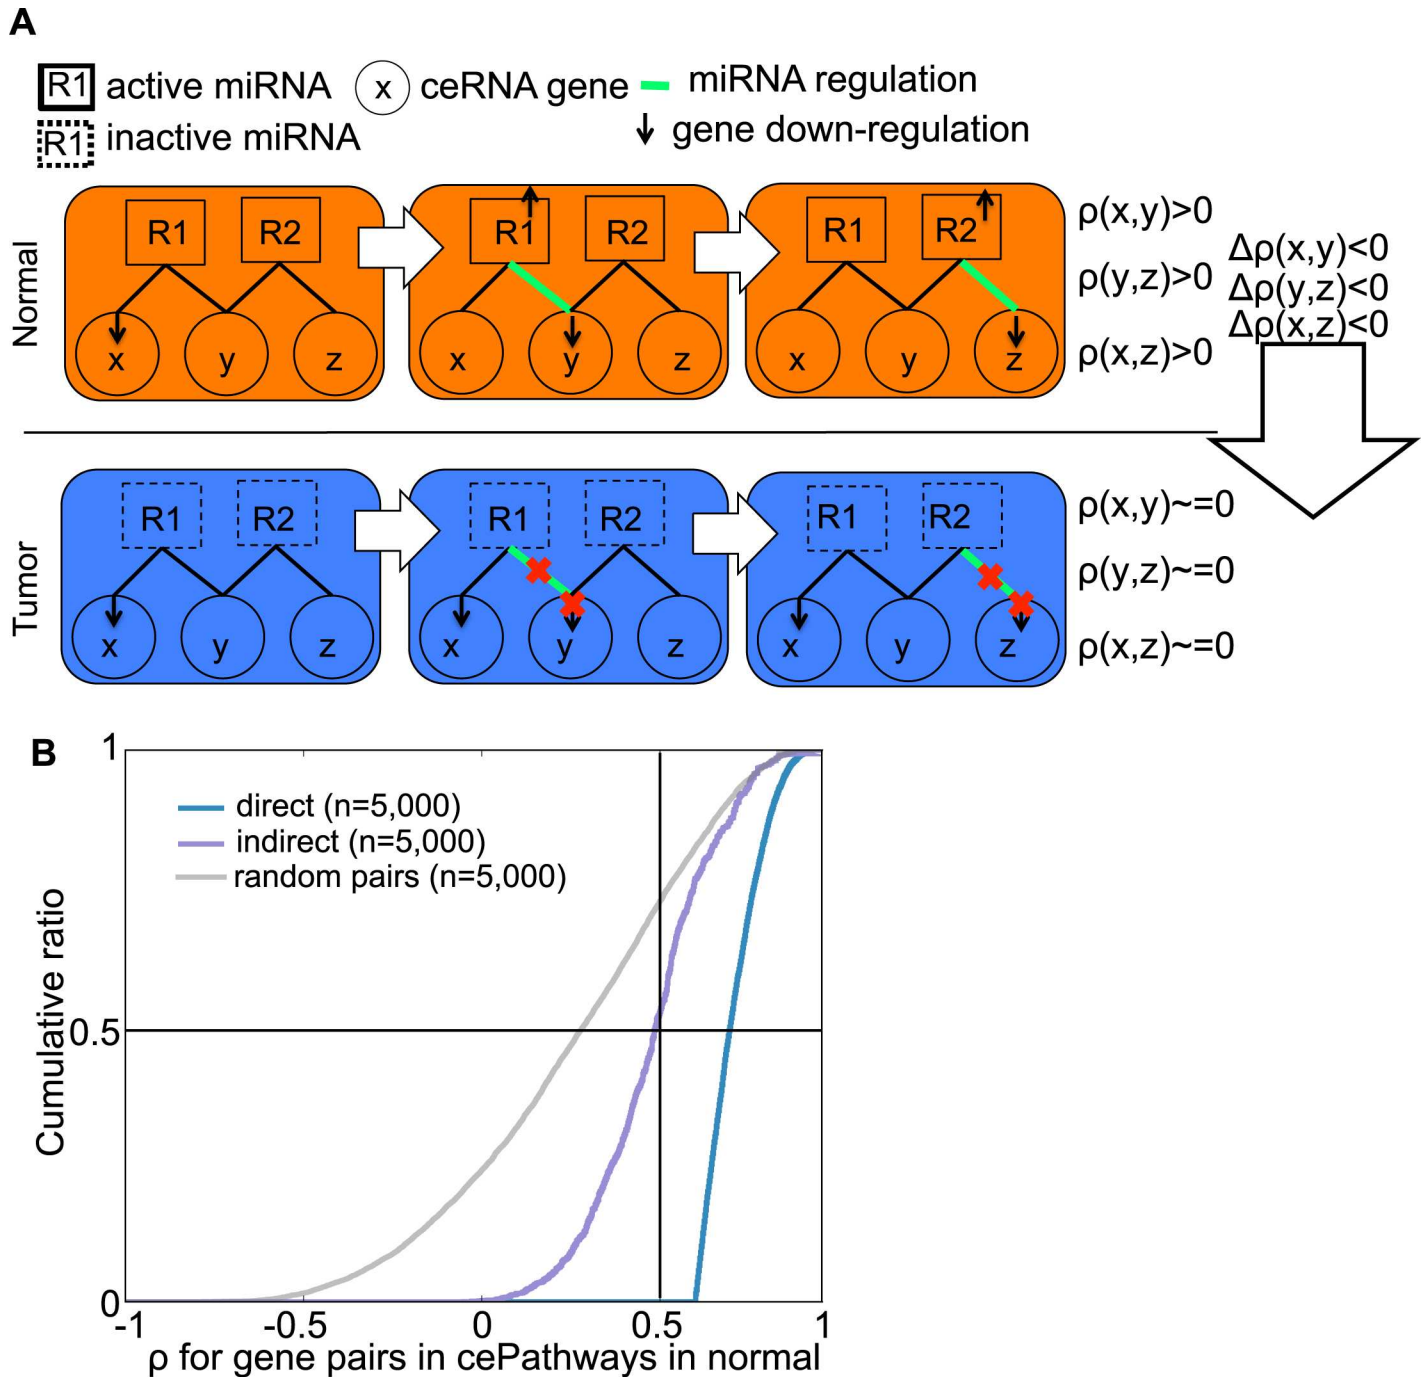 A
R1 active miRNA x ceRNA gene miRNA regulation
R1 inactive miRNA gene down-regulation
Normal
R1 R2
x y z
R1 R2
x y z
R1 R2
x y z
ρ(x,y)>0
ρ(y,z)>0
ρ(x,z)>0
Δρ(x,y)<0
Δρ(y,z)<0
Δρ(x,z)<0
Tumor
R1 R2
x y z
R1 R2
x y z
R1 R2
x y z
ρ(x,y)~=0
ρ(y,z)~=0
ρ(x,z)~=0
B
Cumulative ratio
1
0.5
0
direct (n=5,000)
indirect (n=5,000)
random pairs (n=5,000)
-1 -0.5 0 0.5 1
ρ for gene pairs in cePathways in normal